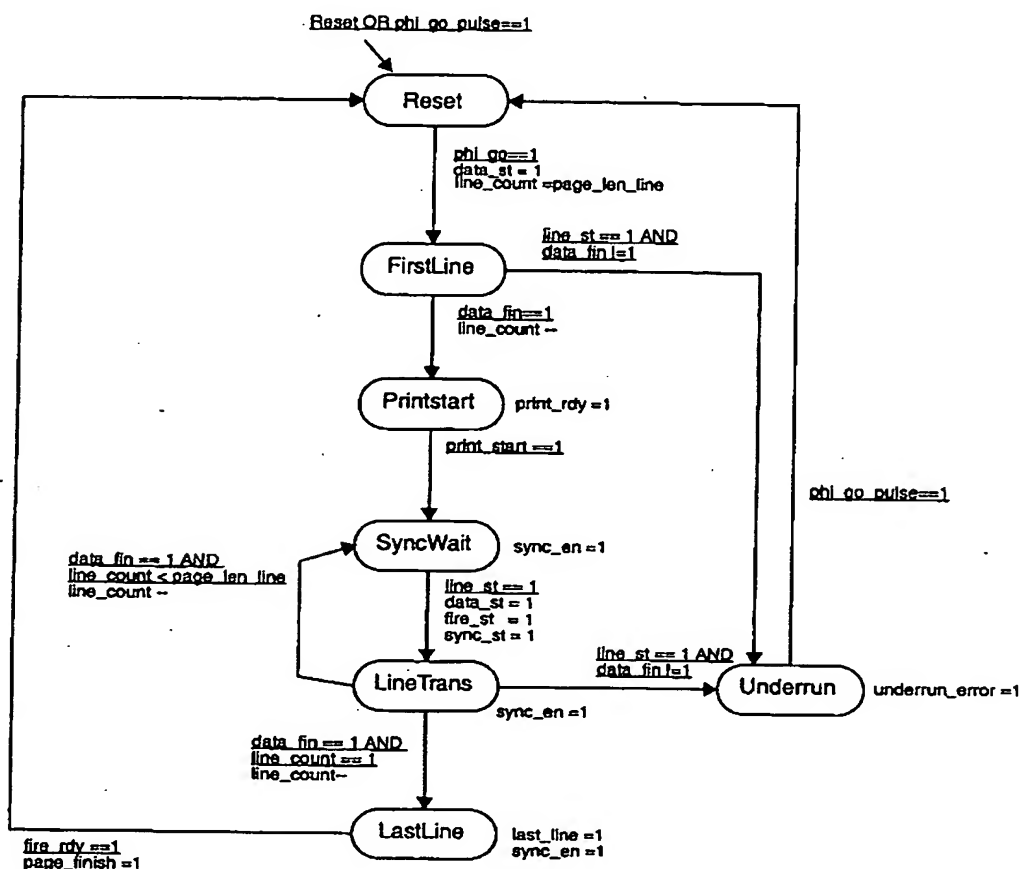 Reset OR phi_go_pulse==1
Reset
phi_go==1
data_st = 1
line_count =page_len_line
line_st == 1 AND
data_fin !=1
FirstLine
data_fin==1
line_count --
Printstart
print_rdy =1
print_start ==1
phi_go_pulse==1
SyncWait
sync_en =1
data_fin == 1 AND
line_count < page_len_line
line_count --
line_st == 1
data_st = 1
fire_st = 1
sync_st = 1
line_st == 1 AND
data_fin !=1
LineTrans
sync_en =1
Underrun
underrun_error =1
data_fin == 1 AND
line_count == 1
line_count--
LastLine
last_line =1
sync_en =1
fire_rdy ==1
page_finish =1